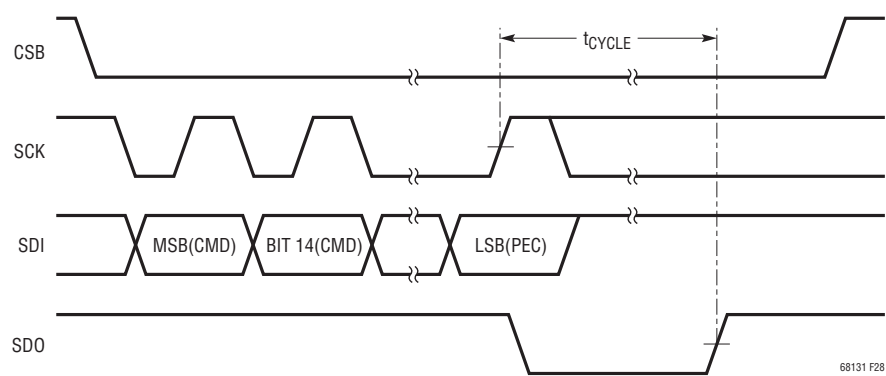 CSB
tCYCLE
SCK
SDI
MSB(CMD)
BIT 14(CMD)
LSB(PEC)
SDO
68131 F28